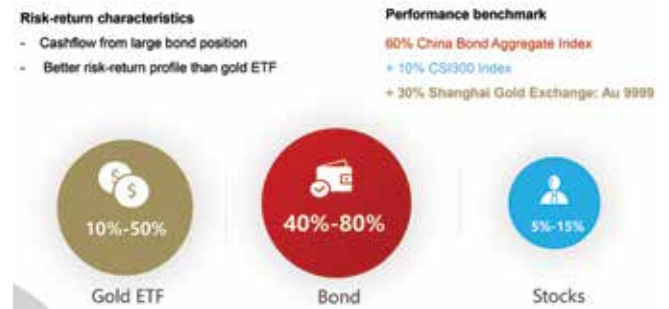 Risk-return characteristics
- Cashflow from large bond position
- Better risk-return profile than gold ETF
Performance benchmark
60% China Bond Aggregate Index
+ 10% CSI300 Index
+ 30% Shanghai Gold Exchange: Au 9999
$
$
10%-50%
40%-80%
5%-15%
Gold ETF
Bond
Stocks